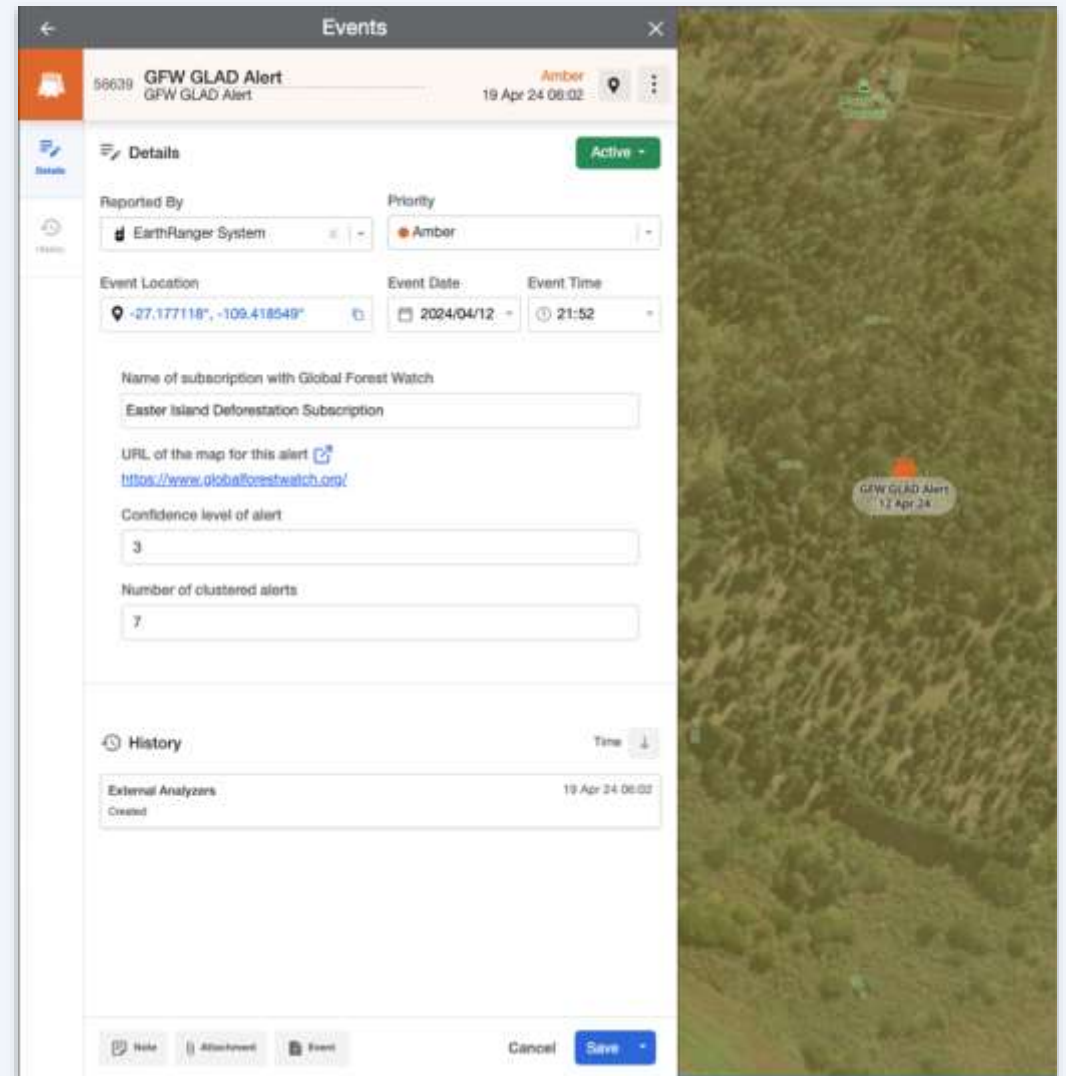 Events
56639 GFW GLAD Alert
GFW GLAD Alert
Amber
19 Apr 24 06:02
Details
Details
Active
Reported By
Priority
EarthRanger System
Amber
Event Location
Event Date
Event Time
-27.177118°, -109.418549°
2024/04/12
21:52
Name of subscription with Global Forest Watch
Easter Island Deforestation Subscription
URL of the map for this alert
https://www.globalforestwatch.org/
Confidence level of alert
3
Number of clustered alerts
7
History
Time
External Analyzers
19 Apr 24 06:02
Created
Note
Attachment
Event
Cancel
Save
GFW GLAD Alert
12 Apr 24